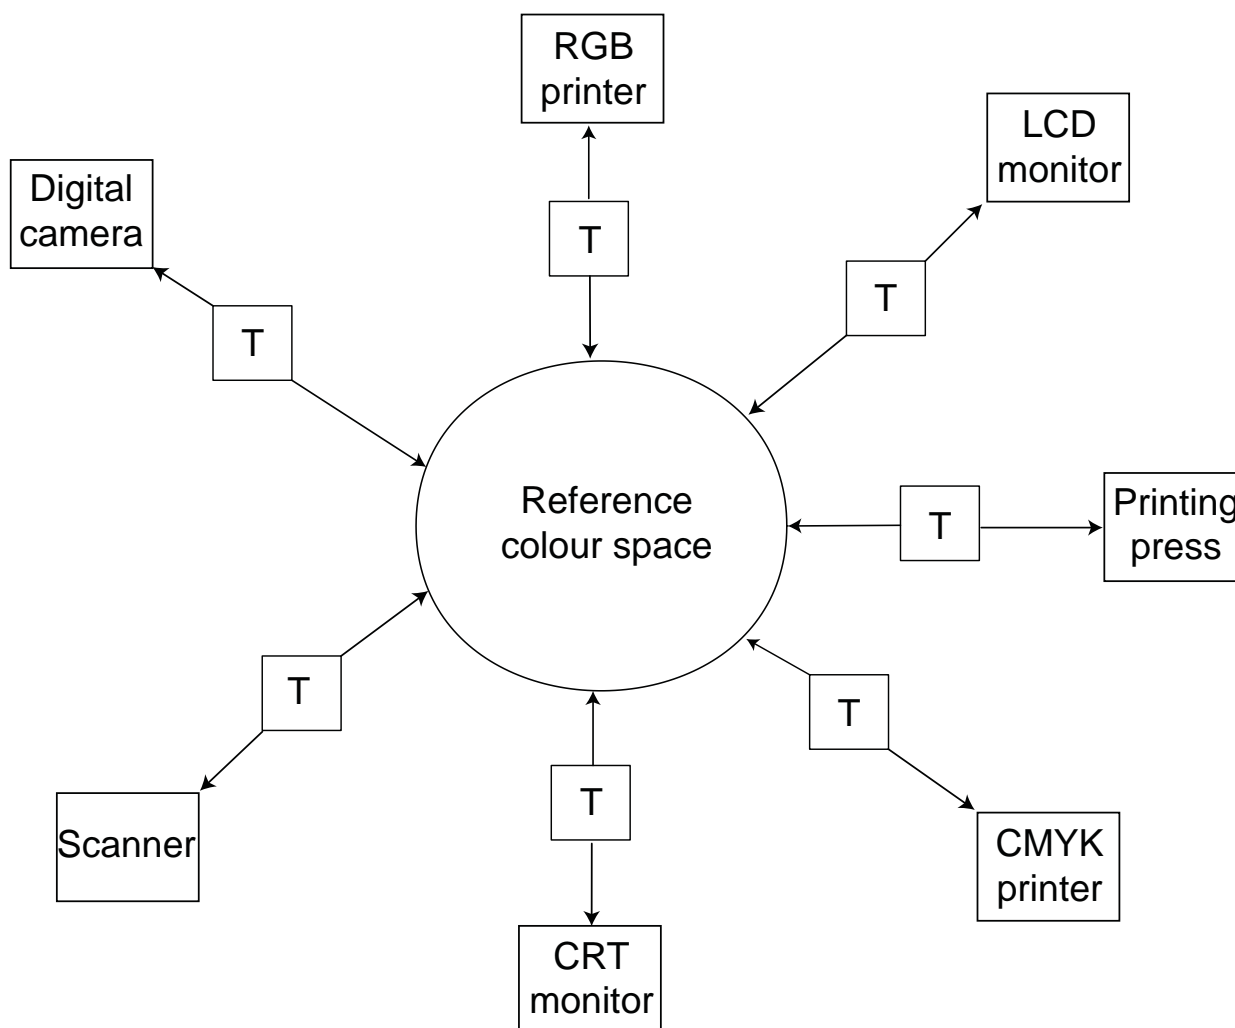 RGB
printer
LCD
monitor
Digital
camera
T
T
T
Reference
colour space
T
Printing
press
T
T
T
Scanner
T
CMYK
printer
CRT
monitor